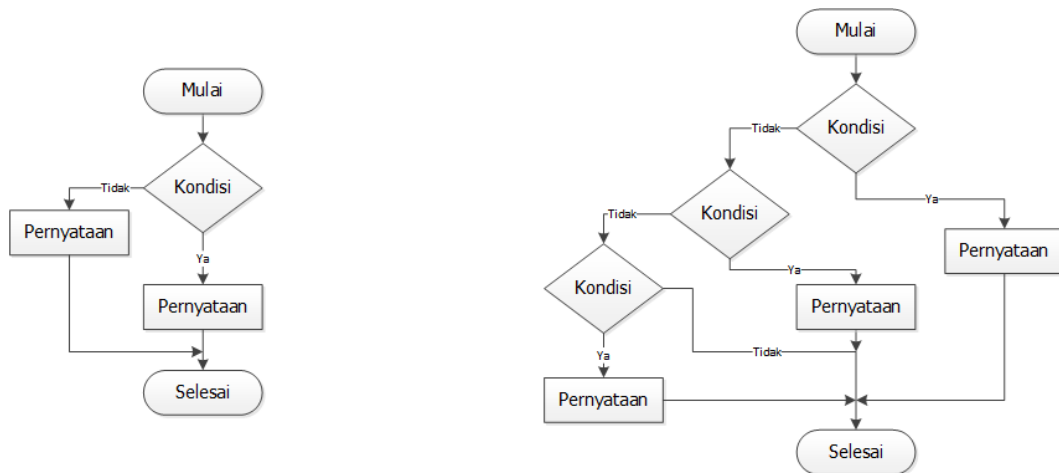 Mulai
Kondisi
Tidak
Pernyataan
Ya
Pernyataan
Selesai
Mulai
Kondisi
Tidak
Ya
Kondisi
Tidak
Pernyataan
Ya
Kondisi
Pernyataan
Ya
Tidak
Pernyataan
Selesai